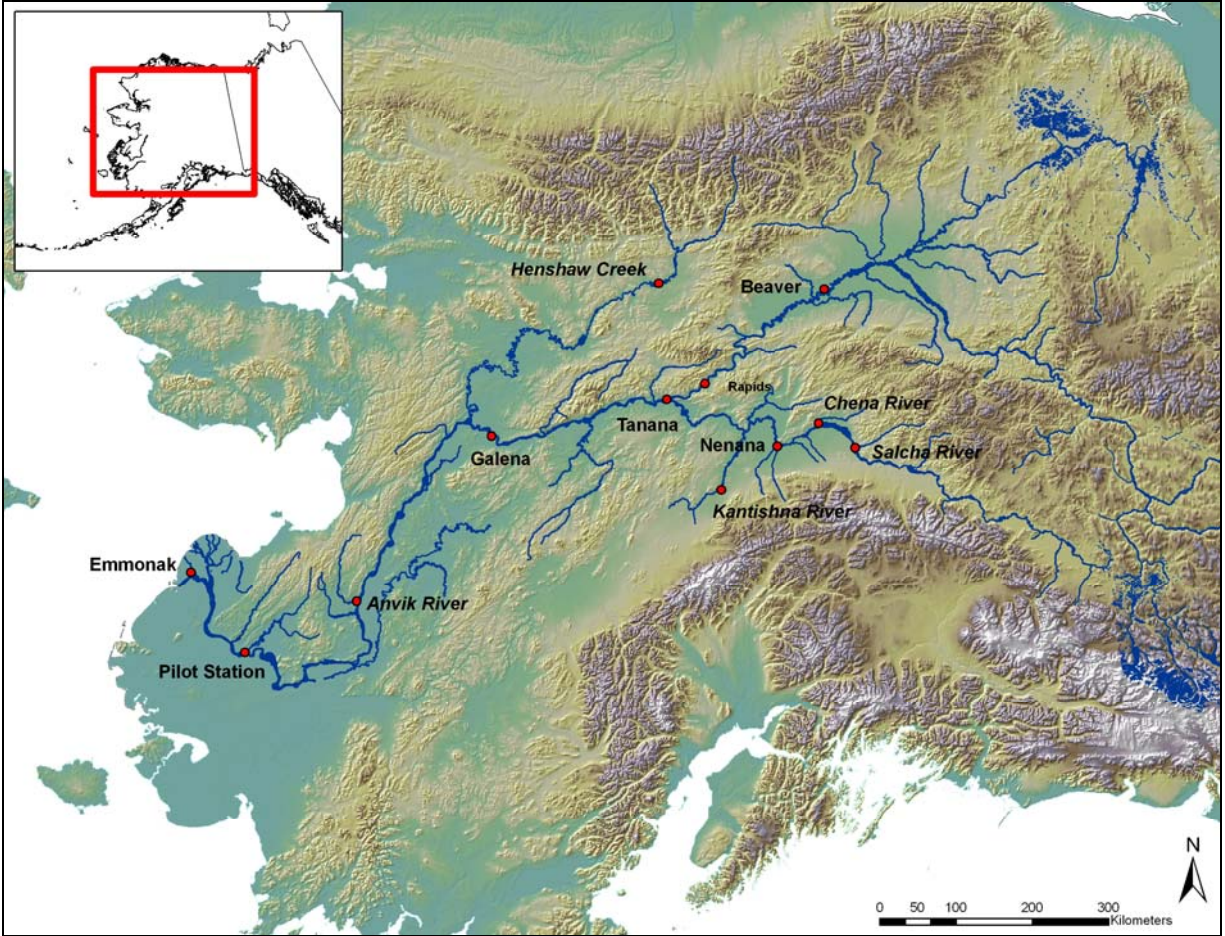 Henshaw Creek
Beaver
Rapids
Tanana
Chena River
Galena
Nenana
Salcha River
Kantishna River
Emmonak
Anvik River
Pilot Station
N
0 50 100 200 300
Kilometers